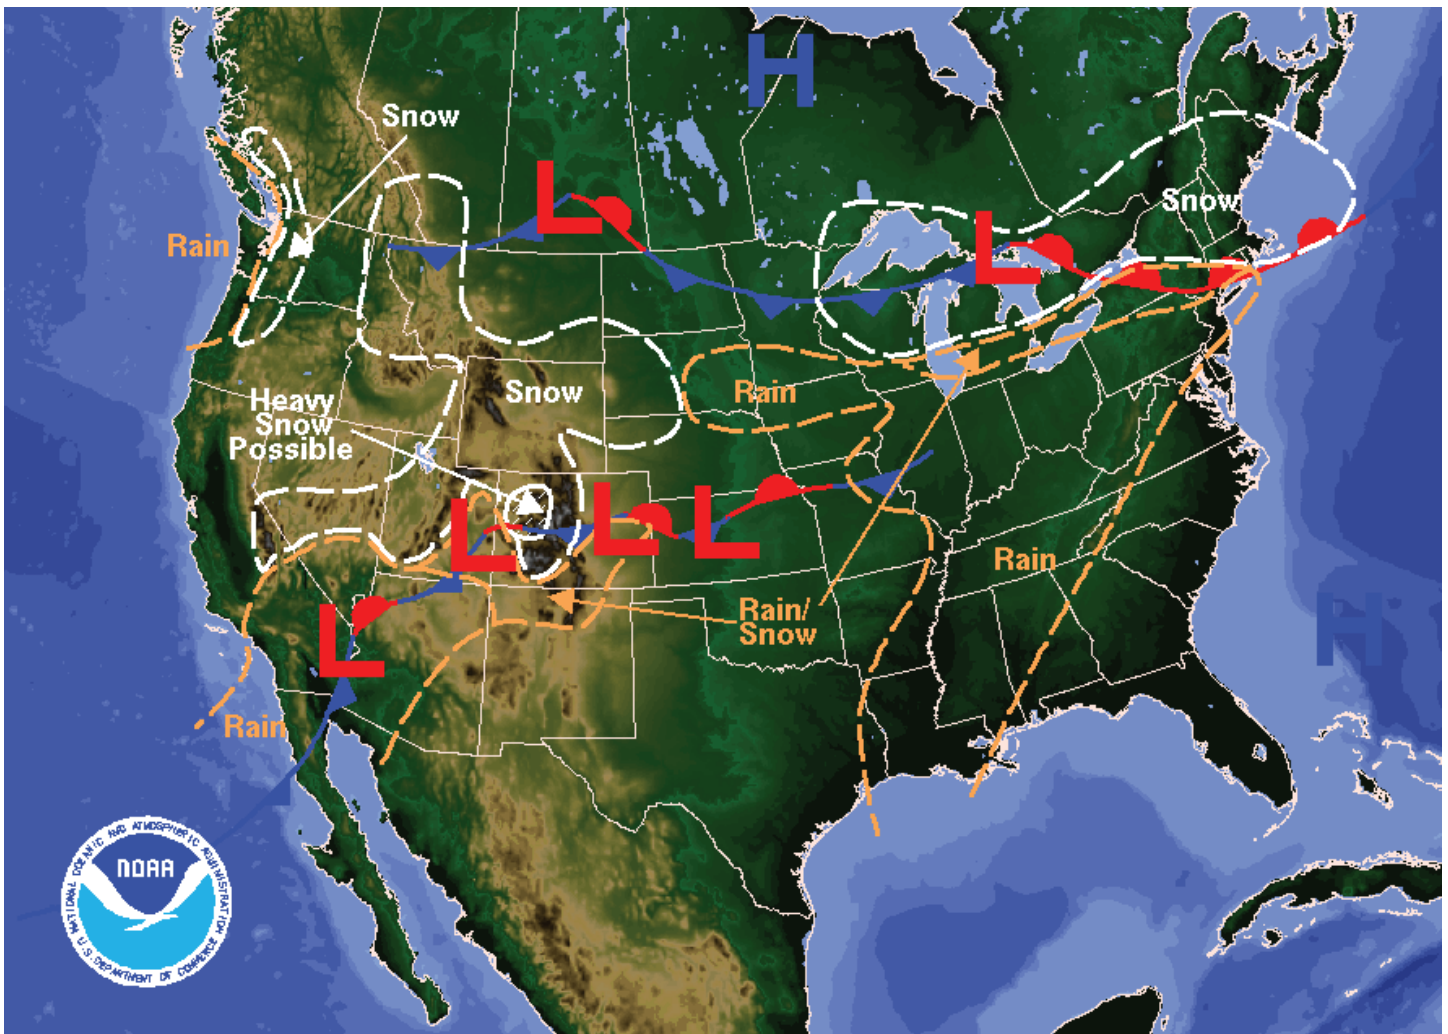 H
Snow
L
Snow
L
Rain
Heavy
Snow
Possible
Snow
Rain
L
L
L
Rain
Rain/
Snow
L
H
Rain
NATIONAL OCEANIC AND ATMOSPHERIC ADMINISTRATION
NOAA
U.S. DEPARTMENT OF COMMERCE